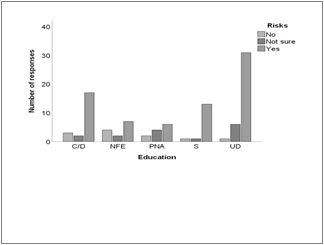 Risks
No
Not sure
Yes
Number of responses
40
30
20
10
0
C/D
NFE
PNA
S
UD
Education